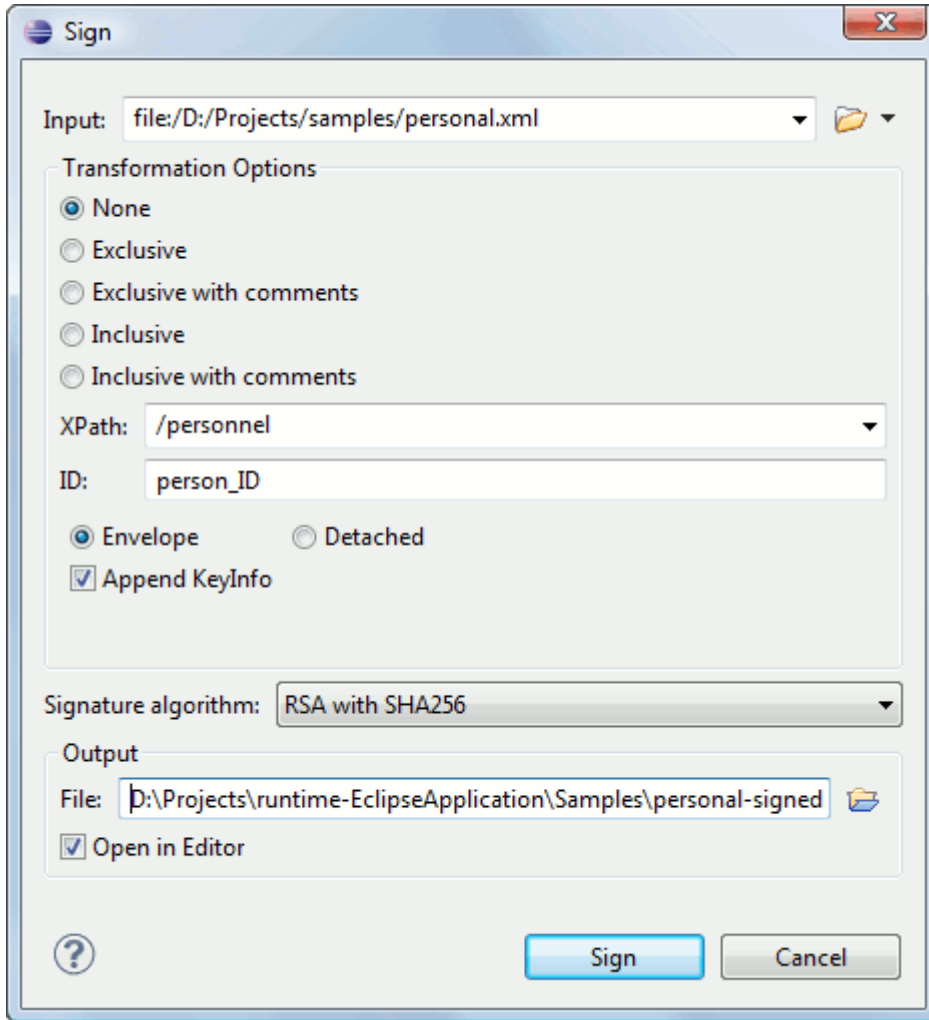 Sign
Input: file:/D:/Projects/samples/personal.xml
Transformation Options
None
Exclusive
Exclusive with comments
Inclusive
Inclusive with comments
XPath: /personnel
ID: person_ID
Envelope Detached
Append KeyInfo
Signature algorithm: RSA with SHA256
Output
File: D:\Projects\runtime-EclipseApplication\Samples\personal-signed
Open in Editor
? Sign Cancel